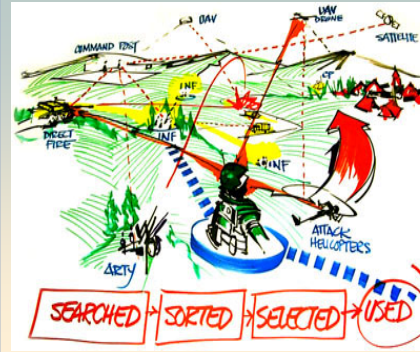 UAV
UAV
DRONE
SATELLITE
COMMAND POST
INF
CP
DIRECT
FIRE
INF
INF
ATTACK
HELICOPTERS
ARTY
SEARCHED → SORTED → SELECTED → USED